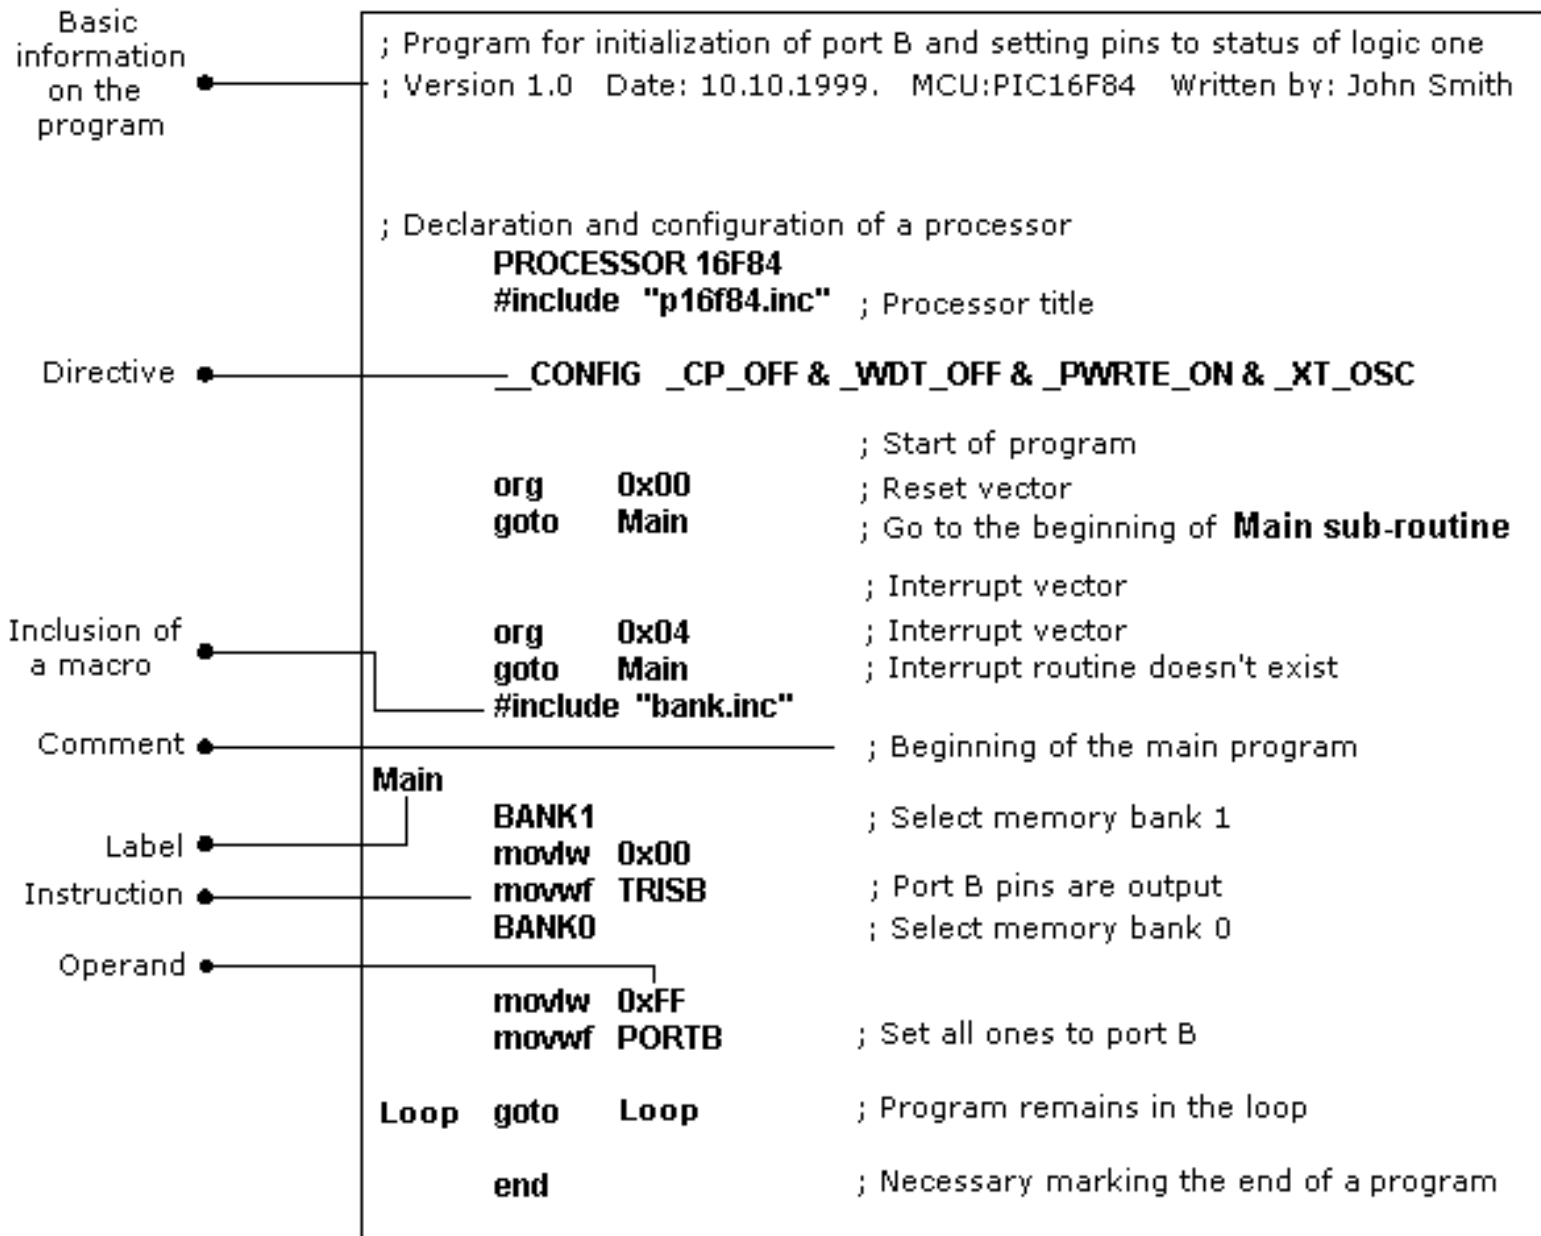 Basic
information
on the
program
; Program for initialization of port B and setting pins to status of logic one
; Version 1.0 Date: 10.10.1999. MCU:PIC16F84 Written by: John Smith
; Declaration and configuration of a processor
PROCESSOR 16F84
#include "p16f84.inc" ; Processor title
Directive
__CONFIG _CP_OFF & _WDT_OFF & _PWRTE_ON & _XT_OSC
; Start of program
org 0x00 ; Reset vector
goto Main ; Go to the beginning of Main sub-routine
; Interrupt vector
Inclusion of
a macro
org 0x04 ; Interrupt vector
goto Main ; Interrupt routine doesn't exist
#include "bank.inc"
Comment
; Beginning of the main program
Main
BANK1 ; Select memory bank 1
Label
movlw 0x00
Instruction
movwf TRISB ; Port B pins are output
BANK0 ; Select memory bank 0
Operand
movlw 0xFF
movwf PORTB ; Set all ones to port B
Loop goto Loop ; Program remains in the loop
end ; Necessary marking the end of a program